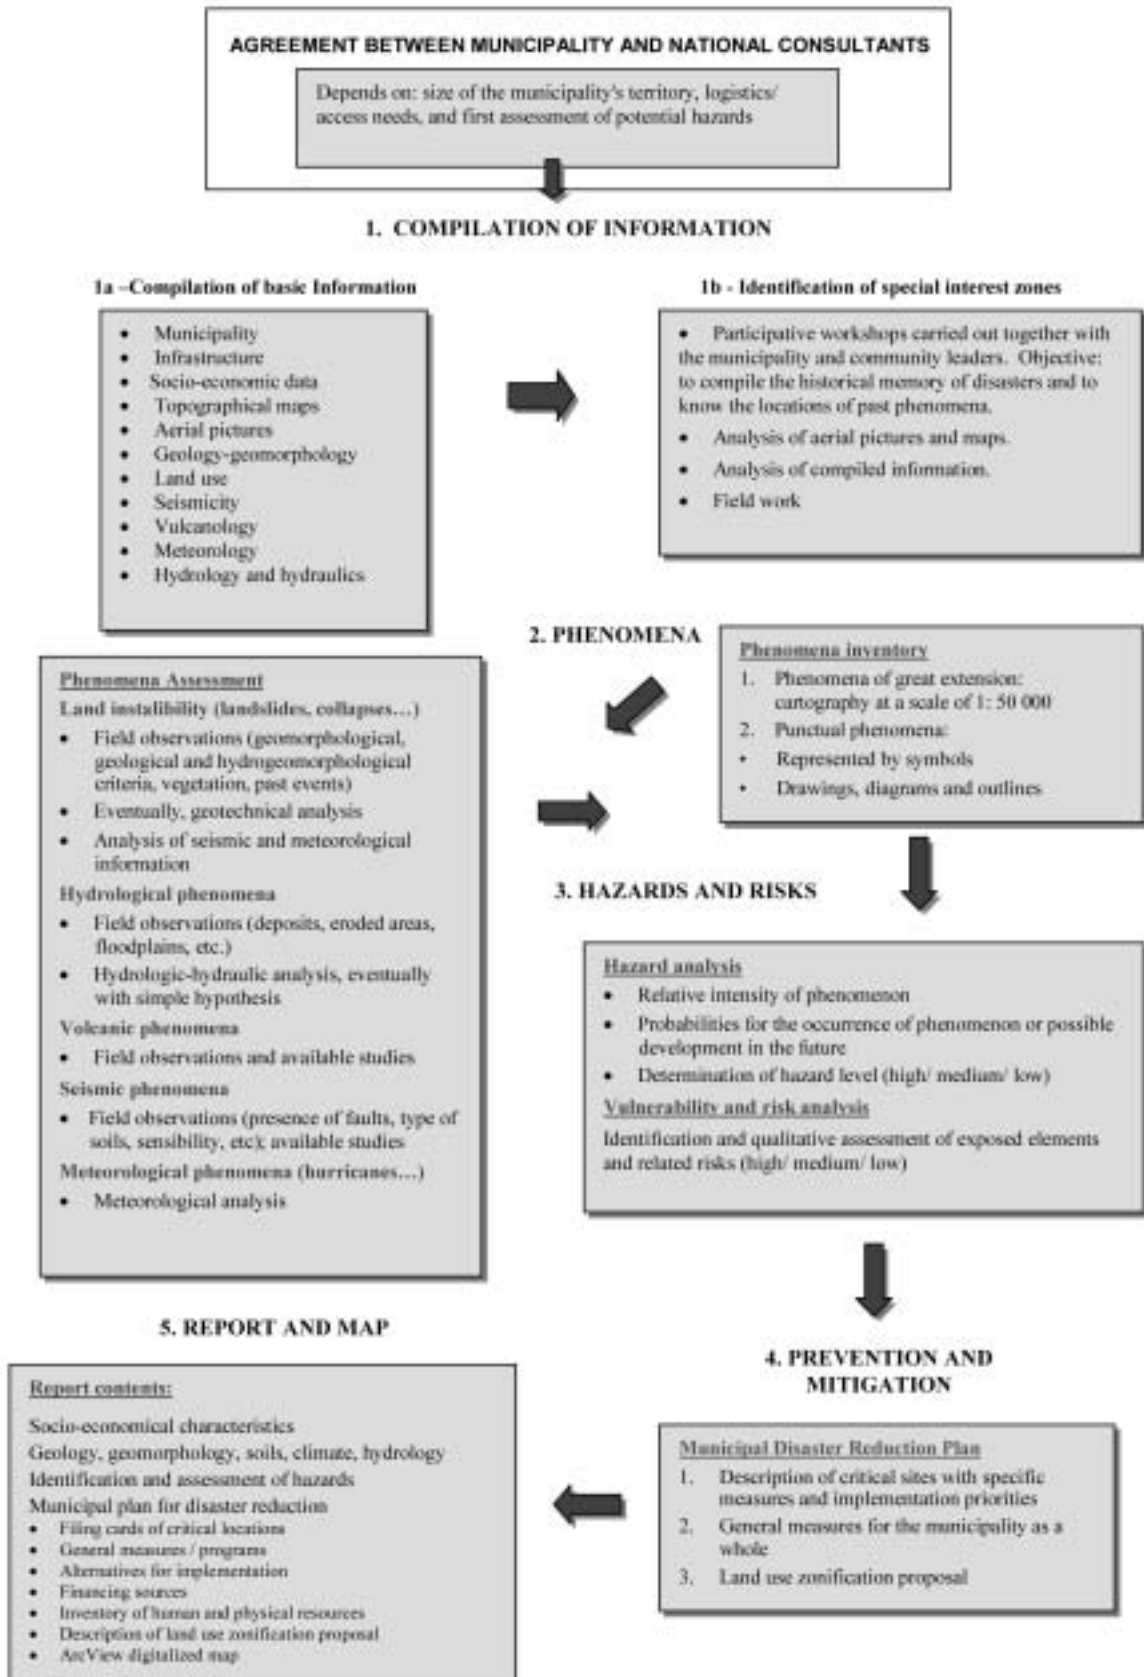 AGREEMENT BETWEEN MUNICIPALITY AND NATIONAL CONSULTANTS
Depends on: size of the municipality's territory, logistics/
access needs, and first assessment of potential hazards
1. COMPILATION OF INFORMATION
1a –Compilation of basic Information
• Municipality
• Infrastructure
• Socio-economic data
• Topographical maps
• Aerial pictures
• Geology-geomorphology
• Land use
• Seismicity
• Vulcanology
• Meteorology
• Hydrology and hydraulics
1b - Identification of special interest zones
• Participative workshops carried out together with
the municipality and community leaders. Objective:
to compile the historical memory of disasters and to
know the locations of past phenomena.
• Analysis of aerial pictures and maps.
• Analysis of compiled information.
• Field work
2. PHENOMENA
Phenomena Assessment
Land instalibility (landslides, collapses…)
• Field observations (geomorphological,
geological and hydrogeomorphological
criteria, vegetation, past events)
• Eventually, geotechnical analysis
• Analysis of seismic and meteorological
information
Hydrological phenomena
• Field observations (deposits, eroded areas,
floodplains, etc.)
• Hydrologic-hydraulic analysis, eventually
with simple hypothesis
Volcanic phenomena
• Field observations and available studies
Seismic phenomena
• Field observations (presence of faults, type of
soils, sensibility, etc); available studies
Meteorological phenomena (hurricanes…)
• Meteorological analysis
Phenomena inventory
1. Phenomena of great extension:
cartography at a scale of 1: 50 000
2. Punctual phenomena:
• Represented by symbols
• Drawings, diagrams and outlines
3. HAZARDS AND RISKS
Hazard analysis
• Relative intensity of phenomenon
• Probabilities for the occurrence of phenomenon or possible
development in the future
• Determination of hazard level (high/ medium/ low)
Vulnerability and risk analysis
Identification and qualitative assessment of exposed elements
and related risks (high/ medium/ low)
4. PREVENTION AND
MITIGATION
Municipal Disaster Reduction Plan
1. Description of critical sites with specific
measures and implementation priorities
2. General measures for the municipality as a
whole
3. Land use zonification proposal
5. REPORT AND MAP
Report contents:
Socio-economical characteristics
Geology, geomorphology, soils, climate, hydrology
Identification and assessment of hazards
Municipal plan for disaster reduction
• Filing cards of critical locations
• General measures / programs
• Alternatives for implementation
• Financing sources
• Inventory of human and physical resources
• Description of land use zonification proposal
• ArcView digitalized map